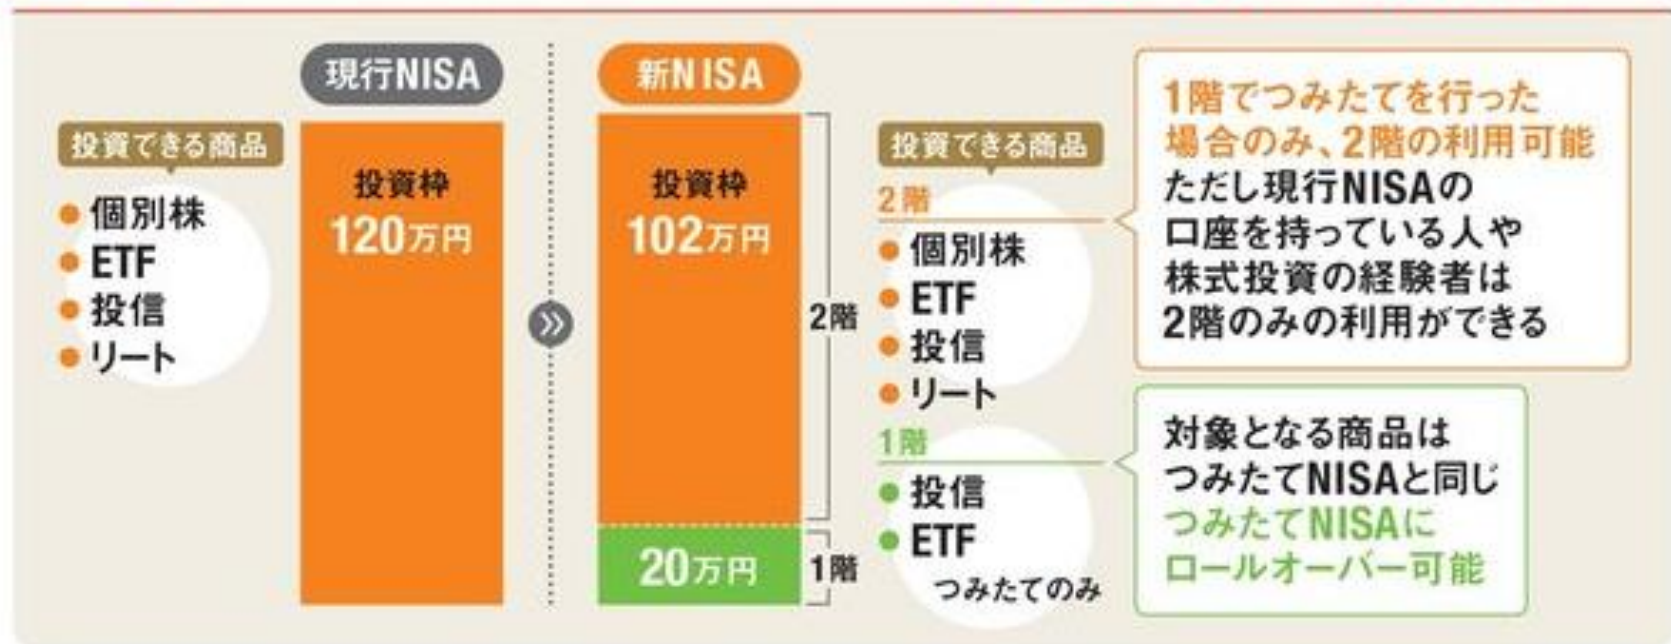 現行NISA
投資できる商品
個別株
ETF
投信
リート
投資枠
120万円
新NISA
投資枠
102万円
2階
20万円
1階
投資できる商品
2階
個別株
ETF
投信
リート
1階
投信
ETF
つみたてのみ
1階でつみたてを行った
場合のみ、2階の利用可能
ただし現行NISAの
口座を持っている人や
株式投資の経験者は
2階のみの利用ができる
対象となる商品は
つみたてNISAと同じ
つみたてNISAに
ロールオーバー可能